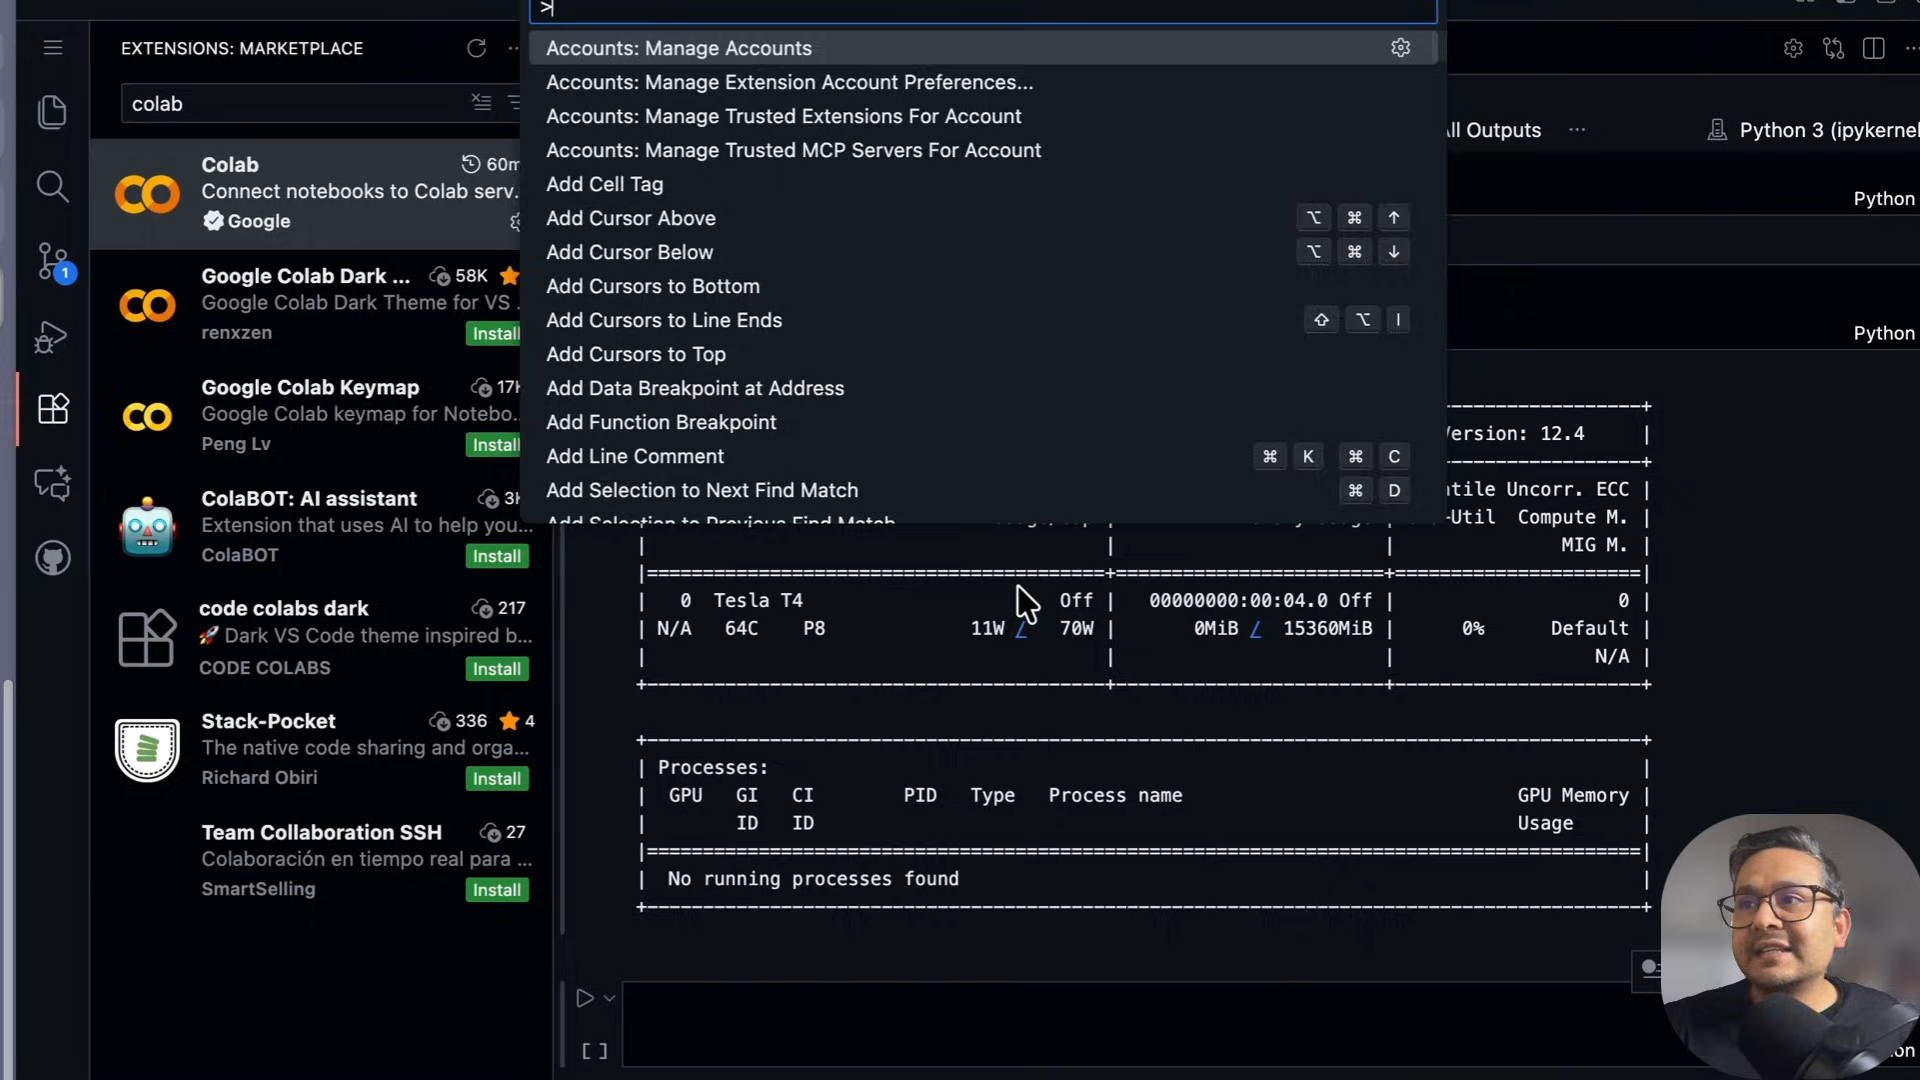 >
EXTENSIONS: MARKETPLACE
colab
Colab
60m
Connect notebooks to Colab serv...
Google
Google Colab Dark ...
58K
Google Colab Dark Theme for VS ...
renxzen
Install
Google Colab Keymap
17K
Google Colab keymap for Notebo...
Peng Lv
Install
ColaBOT: AI assistant
3K
Extension that uses AI to help you...
ColaBOT
Install
code colabs dark
217
🚀 Dark VS Code theme inspired b...
CODE COLABS
Install
Stack-Pocket
336
4
The native code sharing and orga...
Richard Obiri
Install
Team Collaboration SSH
27
Colaboración en tiempo real para ...
SmartSelling
Install
1
Accounts: Manage Accounts
Accounts: Manage Extension Account Preferences...
Accounts: Manage Trusted Extensions For Account
Accounts: Manage Trusted MCP Servers For Account
Add Cell Tag
Add Cursor Above ⌥ ⌘ ↑
Add Cursor Below ⌥ ⌘ ↓
Add Cursors to Bottom
Add Cursors to Line Ends ⇧ ⌥ I
Add Cursors to Top
Add Data Breakpoint at Address
Add Function Breakpoint
Add Line Comment ⌘ K ⌘ C
Add Selection to Next Find Match ⌘ D
Add Selection to Previous Find Match
All Outputs ...
Python 3 (ipykernel
Python
Python
Version: 12.4 |
Uncorr. ECC |
Compute M. |
| | | MIG M. |
| 0 Tesla T4 Off | 00000000:00:04.0 Off | 0 |
| N/A 64C P8 11W / 70W | 0MiB / 15360MiB | 0% Default |
| | | N/A |
| Processes: |
| GPU GI CI PID Type Process name GPU Memory |
| ID ID Usage |
| No running processes found |
[ ]